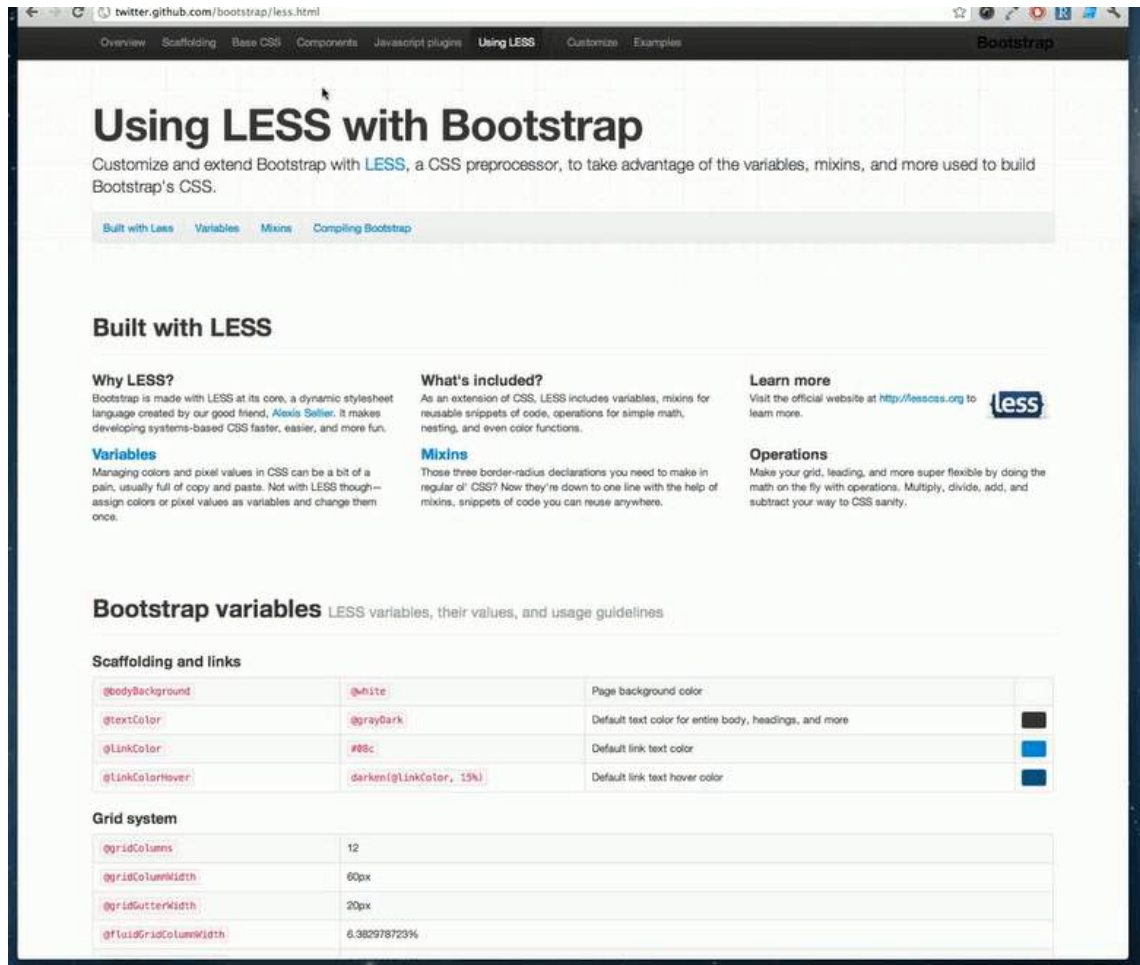 twitter.github.com/bootstrap/less.html
Overview Scaffolding Base CSS Components Javascript plugins Using LESS Customize Examples Bootstrap
Using LESS with Bootstrap
Customize and extend Bootstrap with LESS, a CSS preprocessor, to take advantage of the variables, mixins, and more used to build
Bootstrap's CSS.
Built with Less Variables Mixins Compiling Bootstrap
Built with LESS
Why LESS?
Bootstrap is made with LESS at its core, a dynamic stylesheet
language created by our good friend, Alexis Sellier. It makes
developing systems-based CSS faster, easier, and more fun.
What's included?
As an extension of CSS, LESS includes variables, mixins for
reusable snippets of code, operations for simple math,
nesting, and even color functions.
Learn more
Visit the official website at http://lesscss.org to
learn more.
{less}
Variables
Managing colors and pixel values in CSS can be a bit of a
pain, usually full of copy and paste. Not with LESS though—
assign colors or pixel values as variables and change them
once.
Mixins
Those three border-radius declarations you need to make in
regular ol' CSS? Now they're down to one line with the help of
mixins, snippets of code you can reuse anywhere.
Operations
Make your grid, leading, and more super flexible by doing the
math on the fly with operations. Multiply, divide, add, and
subtract your way to CSS sanity.
Bootstrap variables LESS variables, their values, and usage guidelines
Scaffolding and links
@bodyBackground @white Page background color
@textColor @grayDark Default text color for entire body, headings, and more
@linkColor #08c Default link text color
@linkColorHover darken(@linkColor, 15%) Default link text hover color
Grid system
@gridColumns 12
@gridColumnWidth 60px
@gridGutterWidth 20px
@fluidGridColumnWidth 6.382978723%